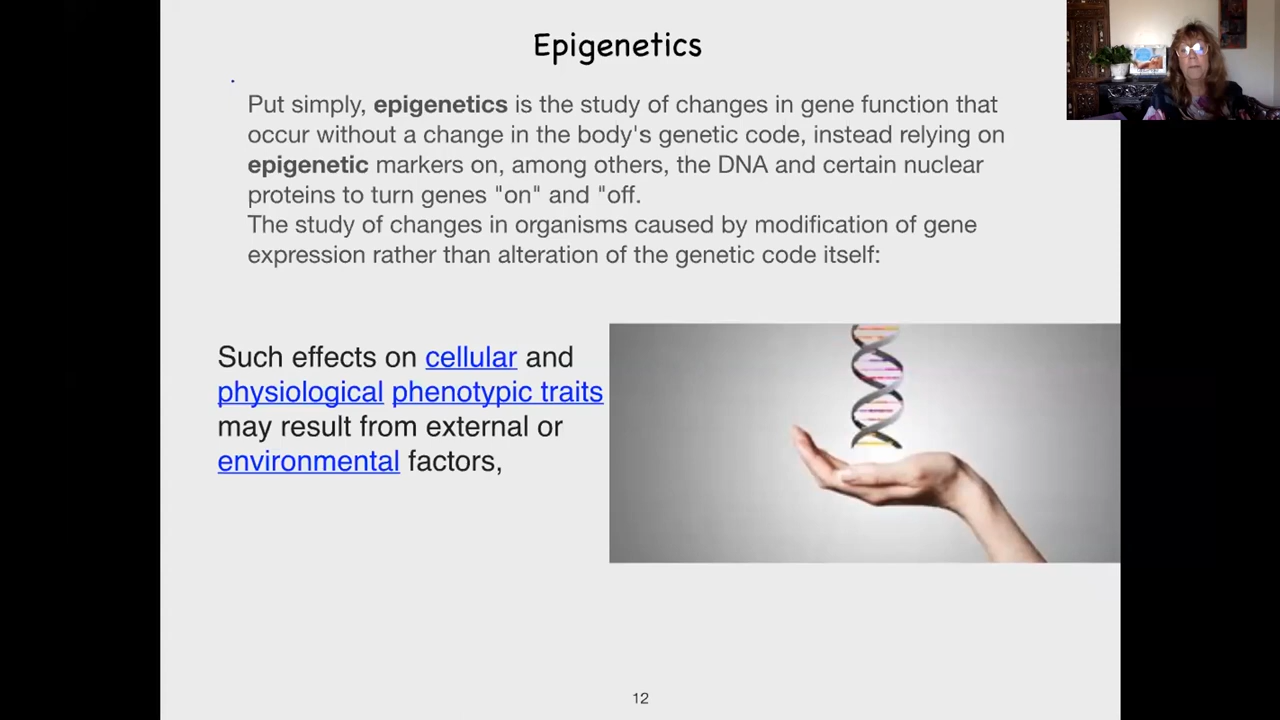 Epigenetics
Put simply, epigenetics is the study of changes in gene function that
occur without a change in the body's genetic code, instead relying on
epigenetic markers on, among others, the DNA and certain nuclear
proteins to turn genes "on" and "off.
The study of changes in organisms caused by modification of gene
expression rather than alteration of the genetic code itself:
Such effects on cellular and
physiological phenotypic traits
may result from external or
environmental factors,
12